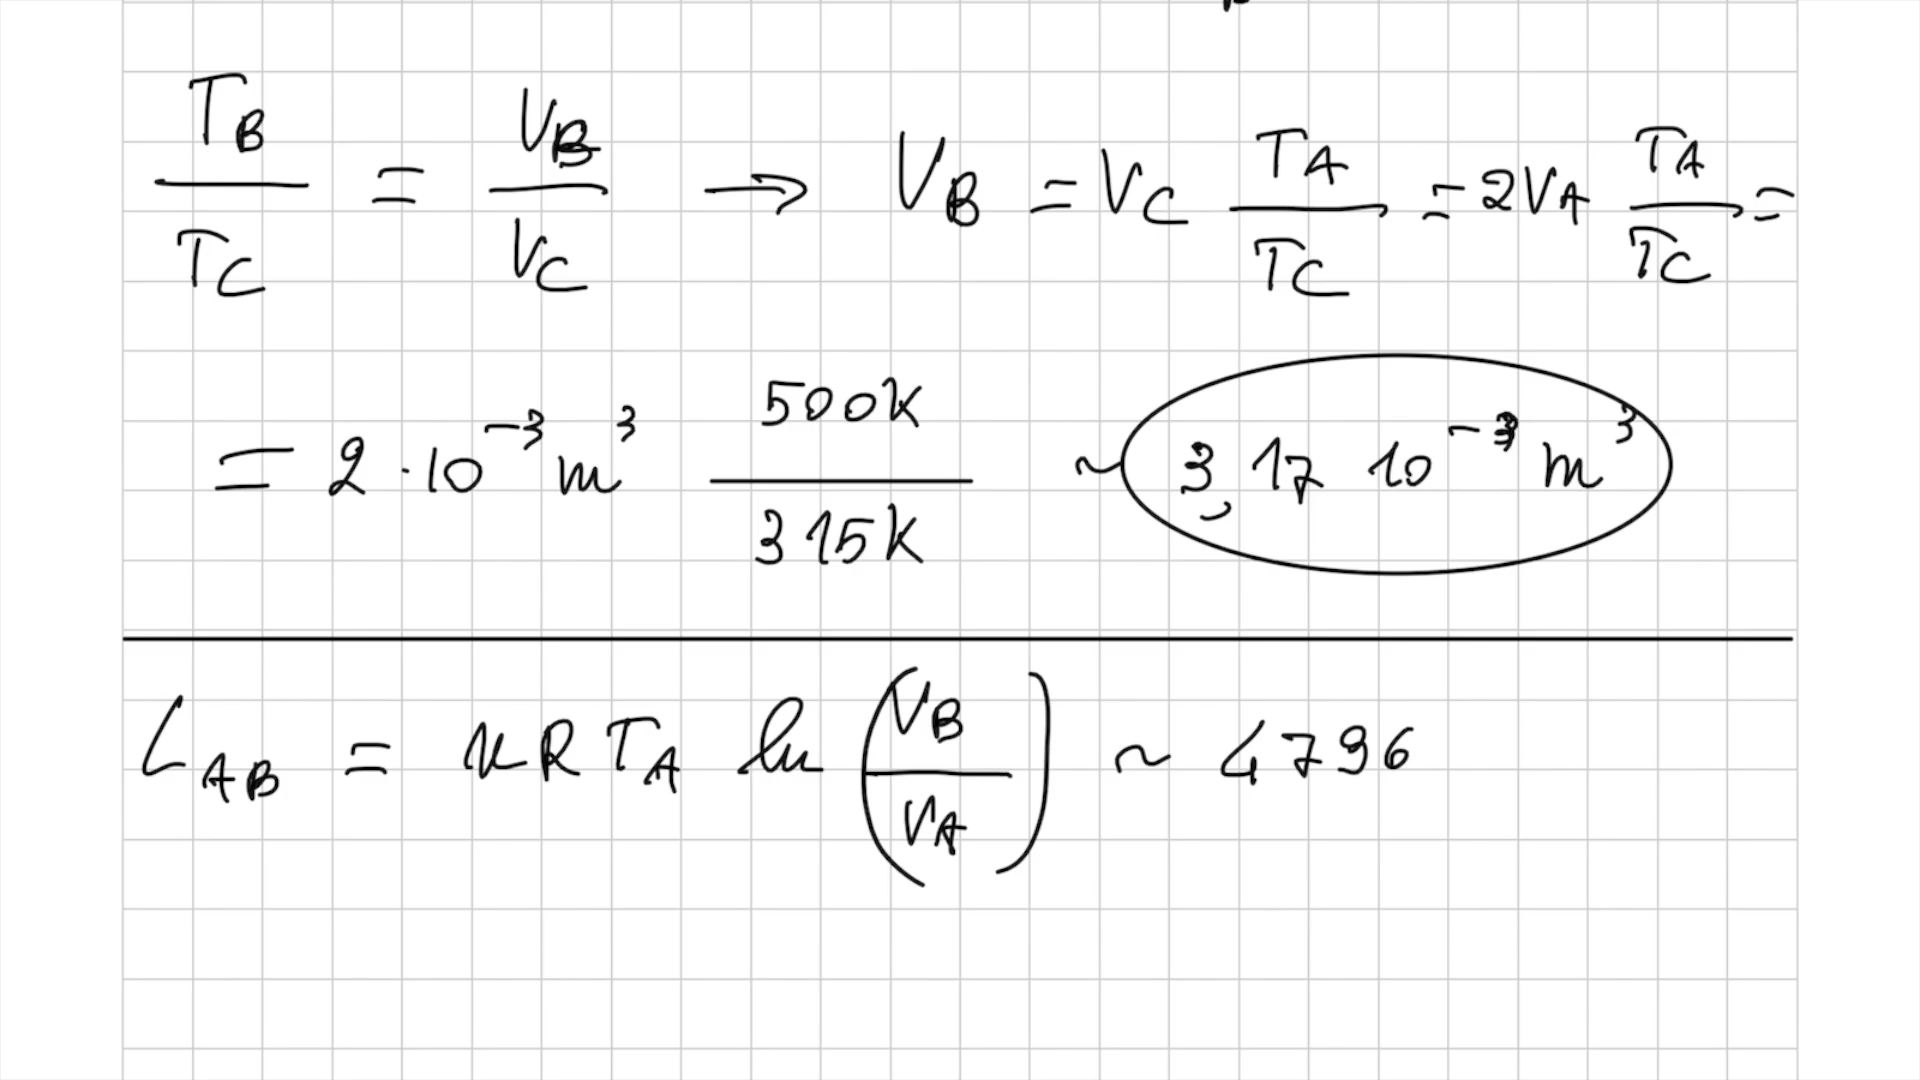 T_B / T_C = V_B / V_C → V_B = V_C T_A / T_C = 2V_A T_A / T_C =
= 2 · 10^-3 m^3 500K / 315K ~ 3,17 10^-3 m^3
L_AB = n R T_A ln (V_B / V_A) ~ 4796